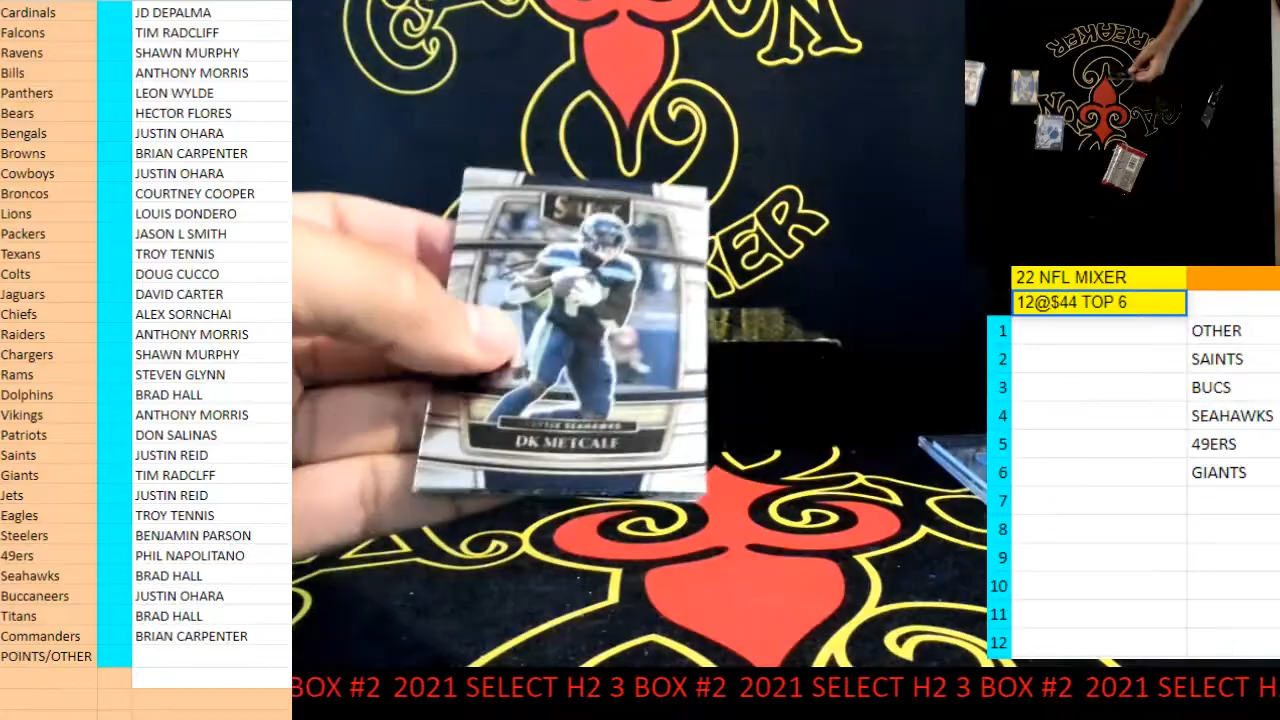 Cardinals JD DEPALMA
Falcons TIM RADCLIFF
Ravens SHAWN MURPHY
Bills ANTHONY MORRIS
Panthers LEON WYLDE
Bears HECTOR FLORES
Bengals JUSTIN OHARA
Browns BRIAN CARPENTER
Cowboys JUSTIN OHARA
Broncos COURTNEY COOPER
Lions LOUIS DONDERO
Packers JASON L SMITH
Texans TROY TENNIS
Colts DOUG CUCCO
Jaguars DAVID CARTER
Chiefs ALEX SORNCHAI
Raiders ANTHONY MORRIS
Chargers SHAWN MURPHY
Rams STEVEN GLYNN
Dolphins BRAD HALL
Vikings ANTHONY MORRIS
Patriots DON SALINAS
Saints JUSTIN REID
Giants TIM RADCLFF
Jets JUSTIN REID
Eagles TROY TENNIS
Steelers BENJAMIN PARSON
49ers PHIL NAPOLITANO
Seahawks BRAD HALL
Buccaneers JUSTIN OHARA
Titans BRAD HALL
Commanders BRIAN CARPENTER
POINTS/OTHER
SELECT
SEAHAWKS
DK METCALF
22 NFL MIXER
12@$44 TOP 6
1 OTHER
2 SAINTS
3 BUCS
4 SEAHAWKS
5 49ERS
6 GIANTS
7
8
9
10
11
12
BOX #2 2021 SELECT H2 3 BOX #2 2021 SELECT H2 3 BOX #2 2021 SELECT H